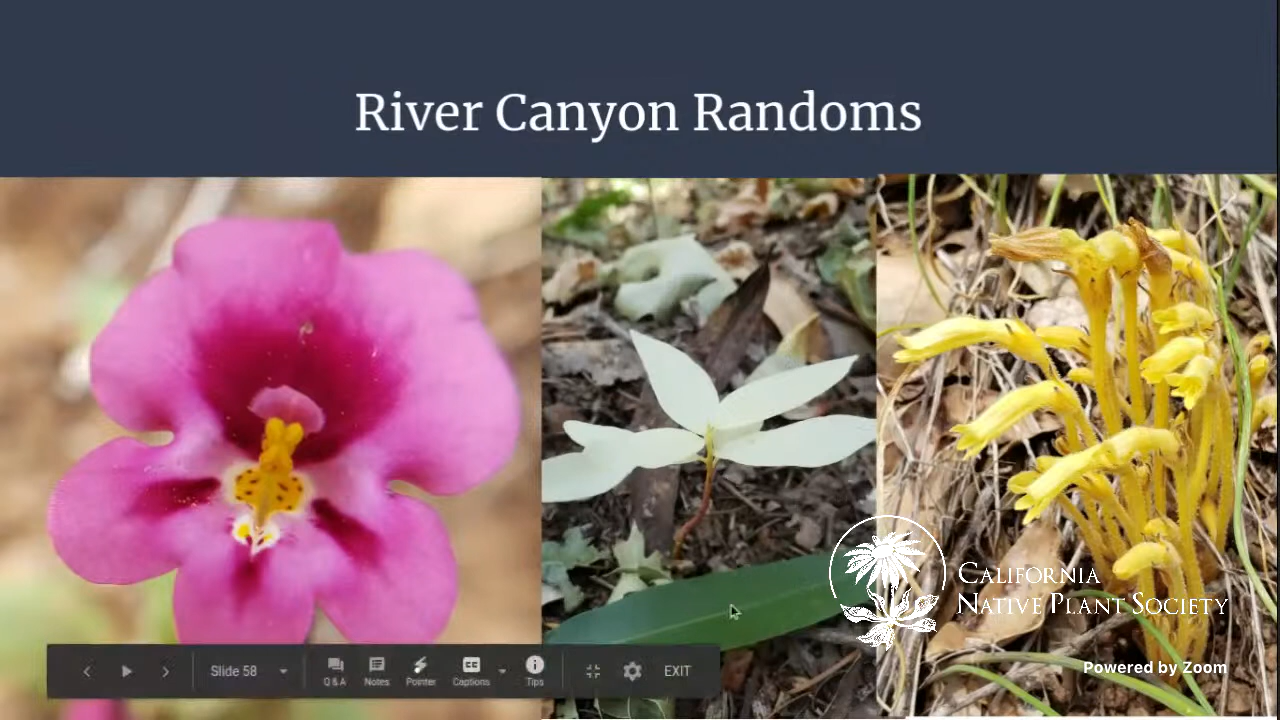 River Canyon Randoms
CALIFORNIA
NATIVE PLANT SOCIETY
Powered by Zoom
Slide 58
Q & A
Notes
Pointer
Captions
Tips
EXIT